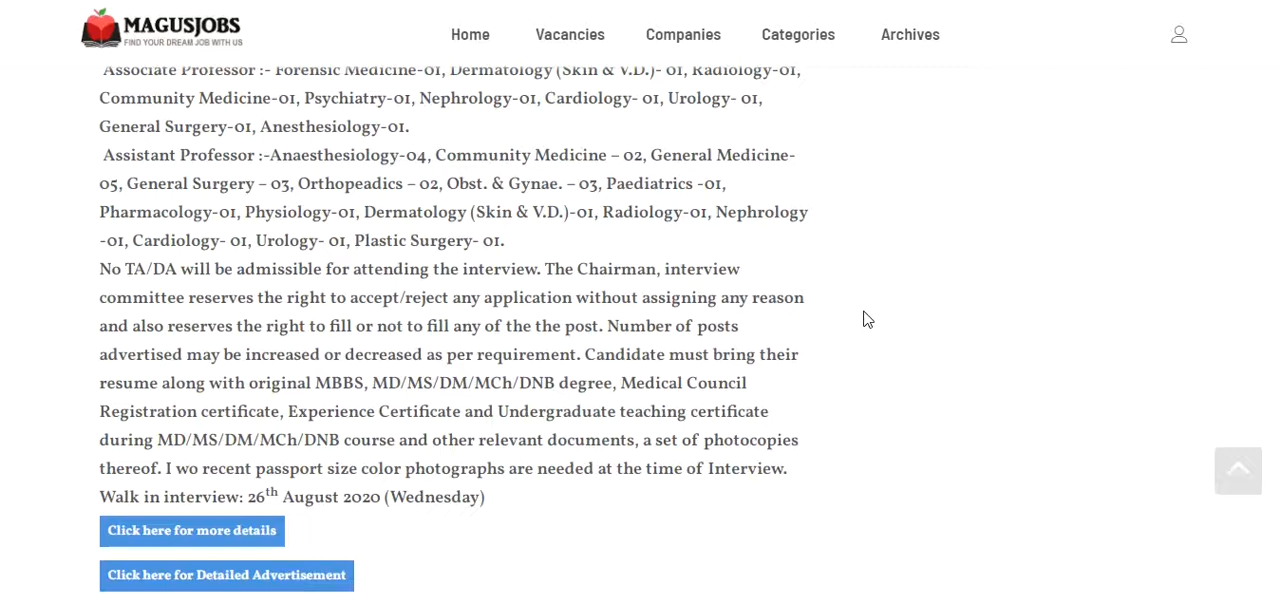 MAGUSJOBS
FIND YOUR DREAM JOB WITH US
Home Vacancies Companies Categories Archives
Associate Professor :- Forensic Medicine-01, Dermatology (Skin & V.D.)- 01, Radiology-01,
Community Medicine-01, Psychiatry-01, Nephrology-01, Cardiology- 01, Urology- 01,
General Surgery-01, Anesthesiology-01.
Assistant Professor :-Anaesthesiology-04, Community Medicine – 02, General Medicine-
05, General Surgery – 03, Orthopeadics – 02, Obst. & Gynae. – 03, Paediatrics -01,
Pharmacology-01, Physiology-01, Dermatology (Skin & V.D.)-01, Radiology-01, Nephrology
-01, Cardiology- 01, Urology- 01, Plastic Surgery- 01.
No TA/DA will be admissible for attending the interview. The Chairman, interview
committee reserves the right to accept/reject any application without assigning any reason
and also reserves the right to fill or not to fill any of the the post. Number of posts
advertised may be increased or decreased as per requirement. Candidate must bring their
resume along with original MBBS, MD/MS/DM/MCh/DNB degree, Medical Council
Registration certificate, Experience Certificate and Undergraduate teaching certificate
during MD/MS/DM/MCh/DNB course and other relevant documents, a set of photocopies
thereof. I wo recent passport size color photographs are needed at the time of Interview.
Walk in interview: 26th August 2020 (Wednesday)
Click here for more details
Click here for Detailed Advertisement